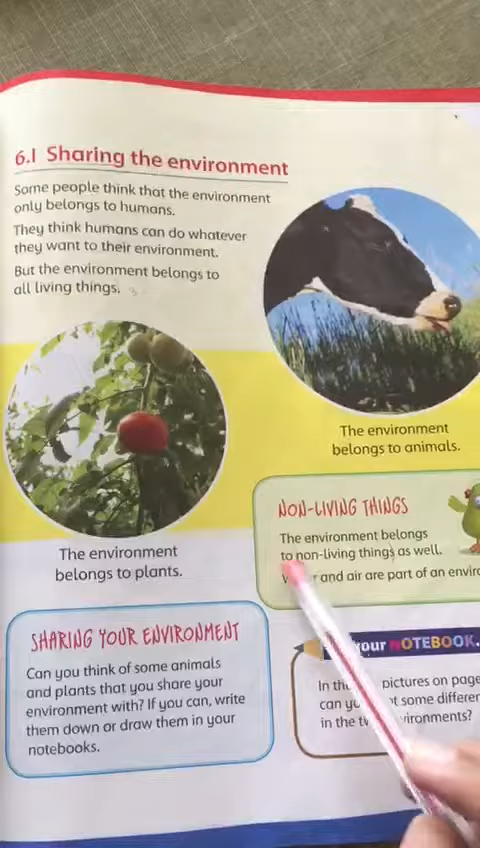 6.1 Sharing the environment
Some people think that the environment
only belongs to humans.
They think humans can do whatever
they want to their environment.
But the environment belongs to
all living things.
The environment
belongs to animals.
The environment
belongs to plants.
NON-LIVING THINGS
The environment belongs
to non-living things as well.
and air are part of an
SHARING YOUR ENVIRONMENT
Can you think of some animals
and plants that you share your
environment with? If you can, write
them down or draw them in your
notebooks.
your NOTEBOOK.
In pictures on page
can some
in the